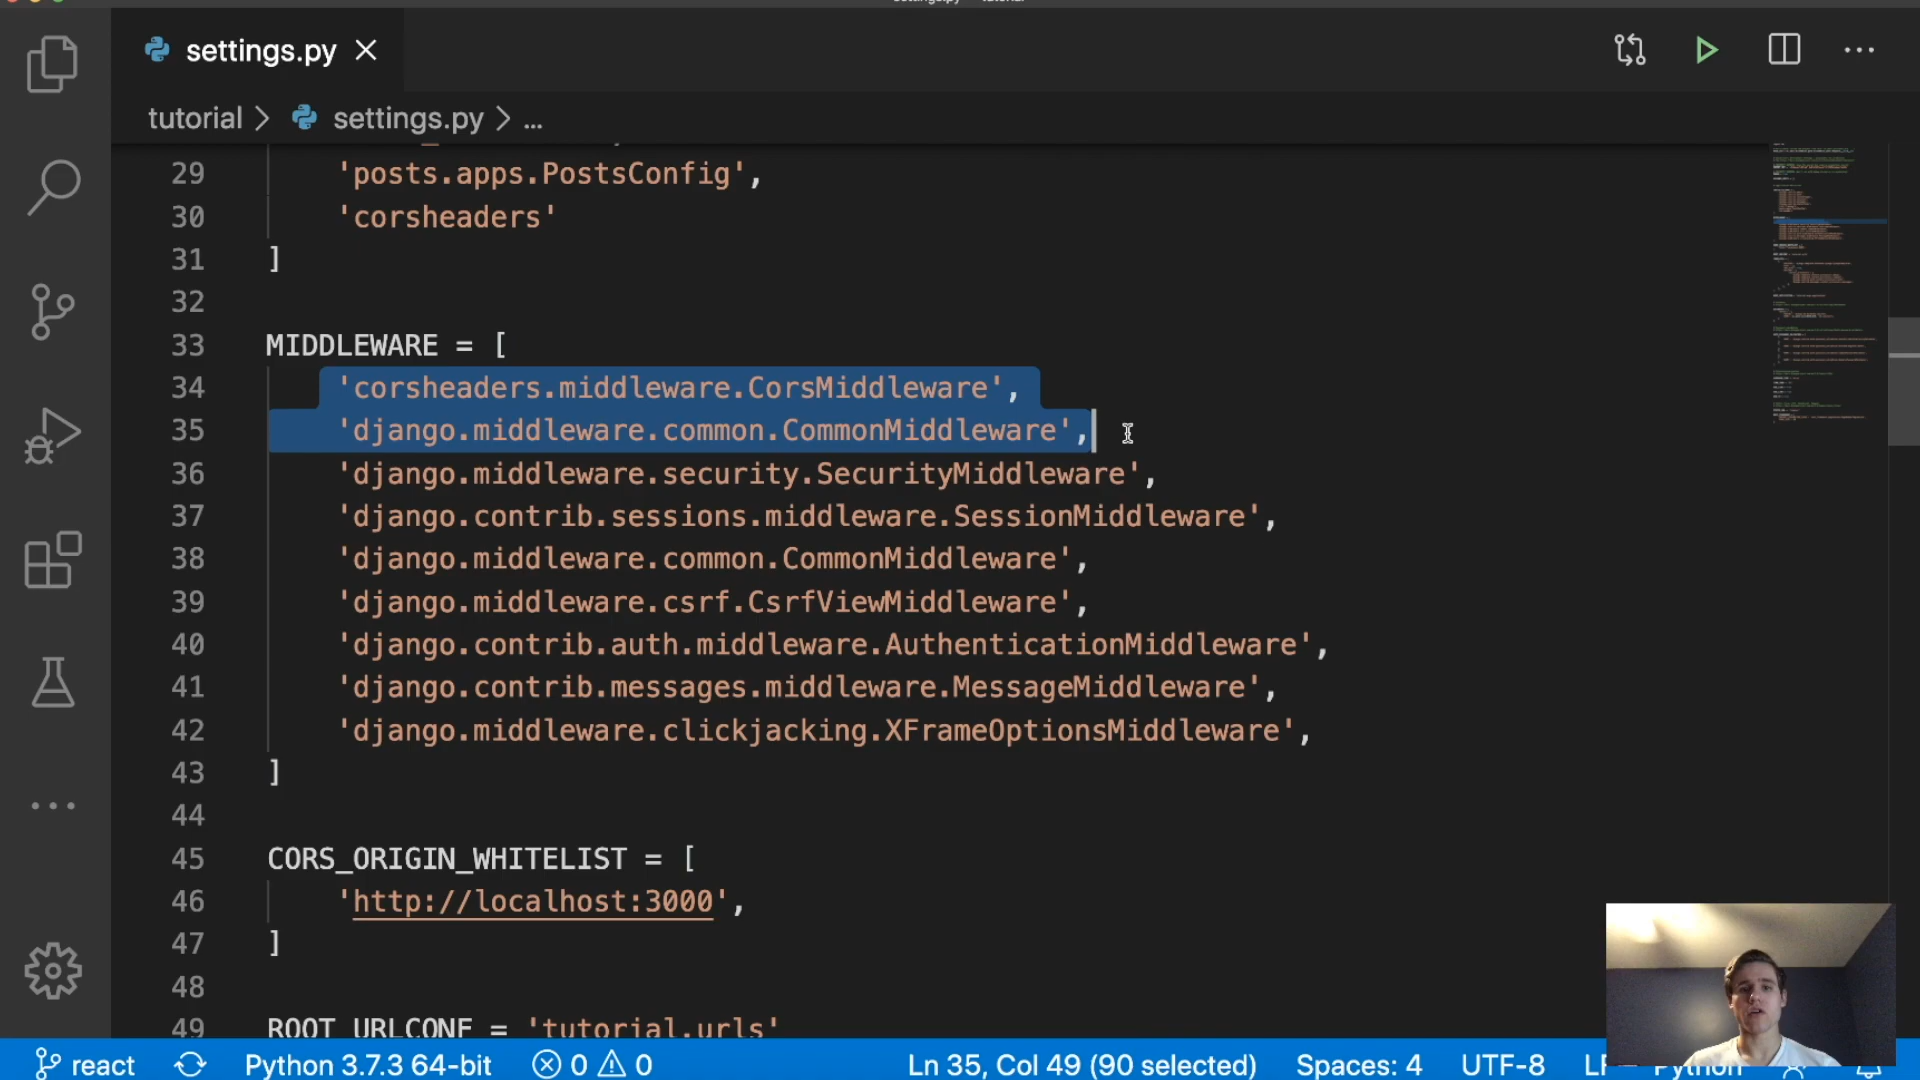 settings.py
tutorial > settings.py > ...
29 'posts.apps.PostsConfig',
30 'corsheaders'
31 ]
32
33 MIDDLEWARE = [
34 'corsheaders.middleware.CorsMiddleware',
35 'django.middleware.common.CommonMiddleware',
36 'django.middleware.security.SecurityMiddleware',
37 'django.contrib.sessions.middleware.SessionMiddleware',
38 'django.middleware.common.CommonMiddleware',
39 'django.middleware.csrf.CsrfViewMiddleware',
40 'django.contrib.auth.middleware.AuthenticationMiddleware',
41 'django.contrib.messages.middleware.MessageMiddleware',
42 'django.middleware.clickjacking.XFrameOptionsMiddleware',
43 ]
44
45 CORS_ORIGIN_WHITELIST = [
46 'http://localhost:3000',
47 ]
48
49 ROOT_URLCONF = 'tutorial.urls'
react Python 3.7.3 64-bit 0 0 Ln 35, Col 49 (90 selected) Spaces: 4 UTF-8 Python